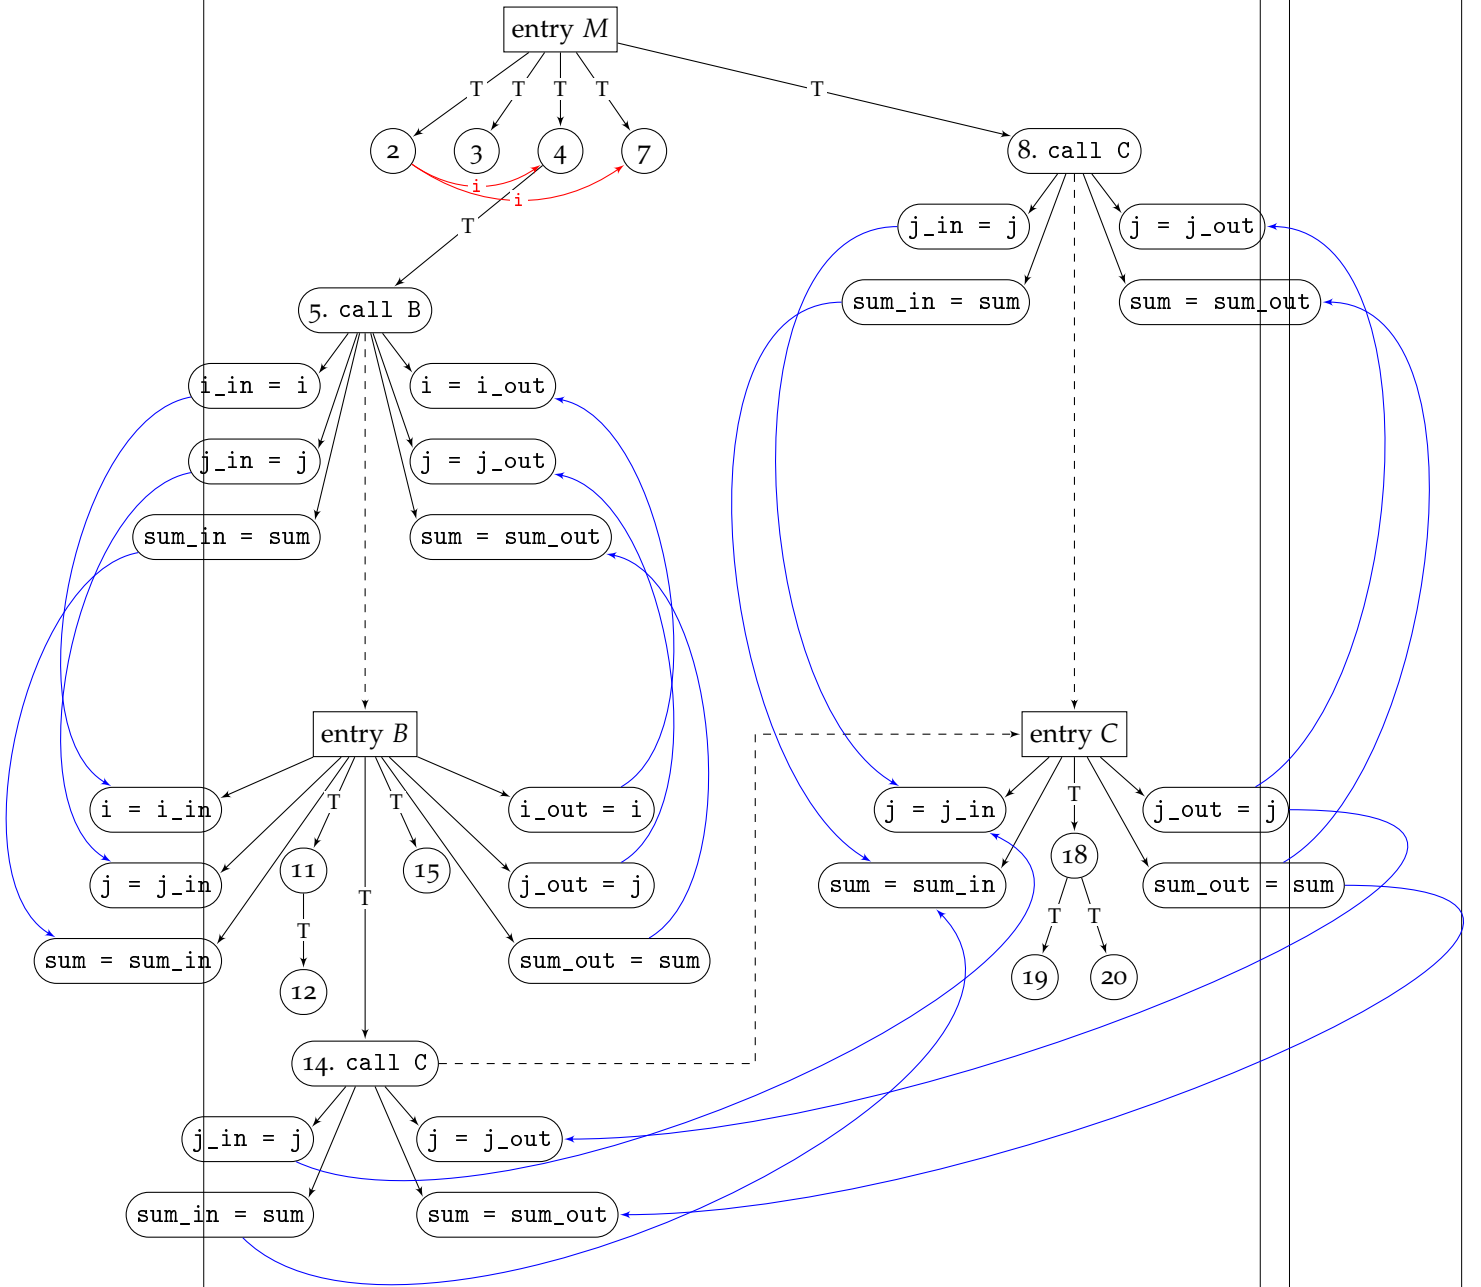 entry M
T T T T T
2 3 4 7 8. call C
i
i
T
j_in = j j = j_out
sum_in = sum sum = sum_out
5. call B
i_in = i i = i_out
j_in = j j = j_out
sum_in = sum sum = sum_out
entry B entry C
T T T
i = i_in i_out = i j = j_in j_out = j
11 15 18
j = j_in j_out = j sum = sum_in sum_out = sum
T
T T T
sum = sum_in sum_out = sum 19 20
12
14. call C
j_in = j j = j_out
sum_in = sum sum = sum_out